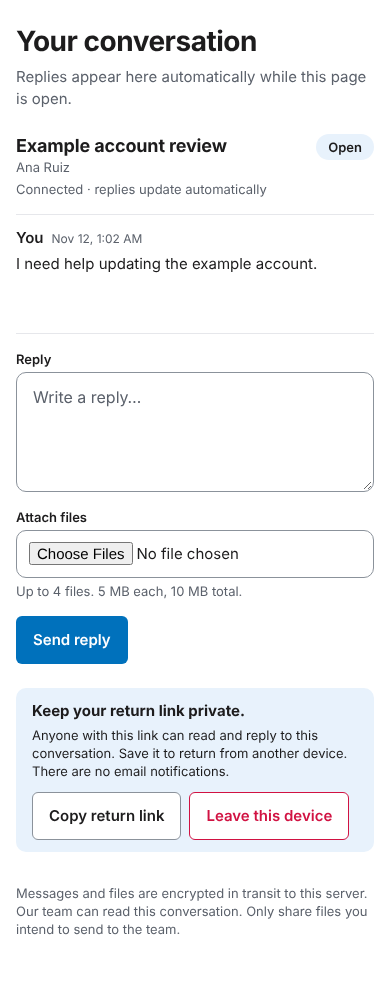 Your conversation
Replies appear here automatically while this page
is open.
Example account review
Open
Ana Ruiz
Connected · replies update automatically
You Nov 12, 1:02 AM
I need help updating the example account.
Reply
Write a reply...
Attach files
Choose Files No file chosen
Up to 4 files. 5 MB each, 10 MB total.
Send reply
Keep your return link private.
Anyone with this link can read and reply to this
conversation. Save it to return from another device.
There are no email notifications.
Copy return link
Leave this device
Messages and files are encrypted in transit to this server.
Our team can read this conversation. Only share files you
intend to send to the team.